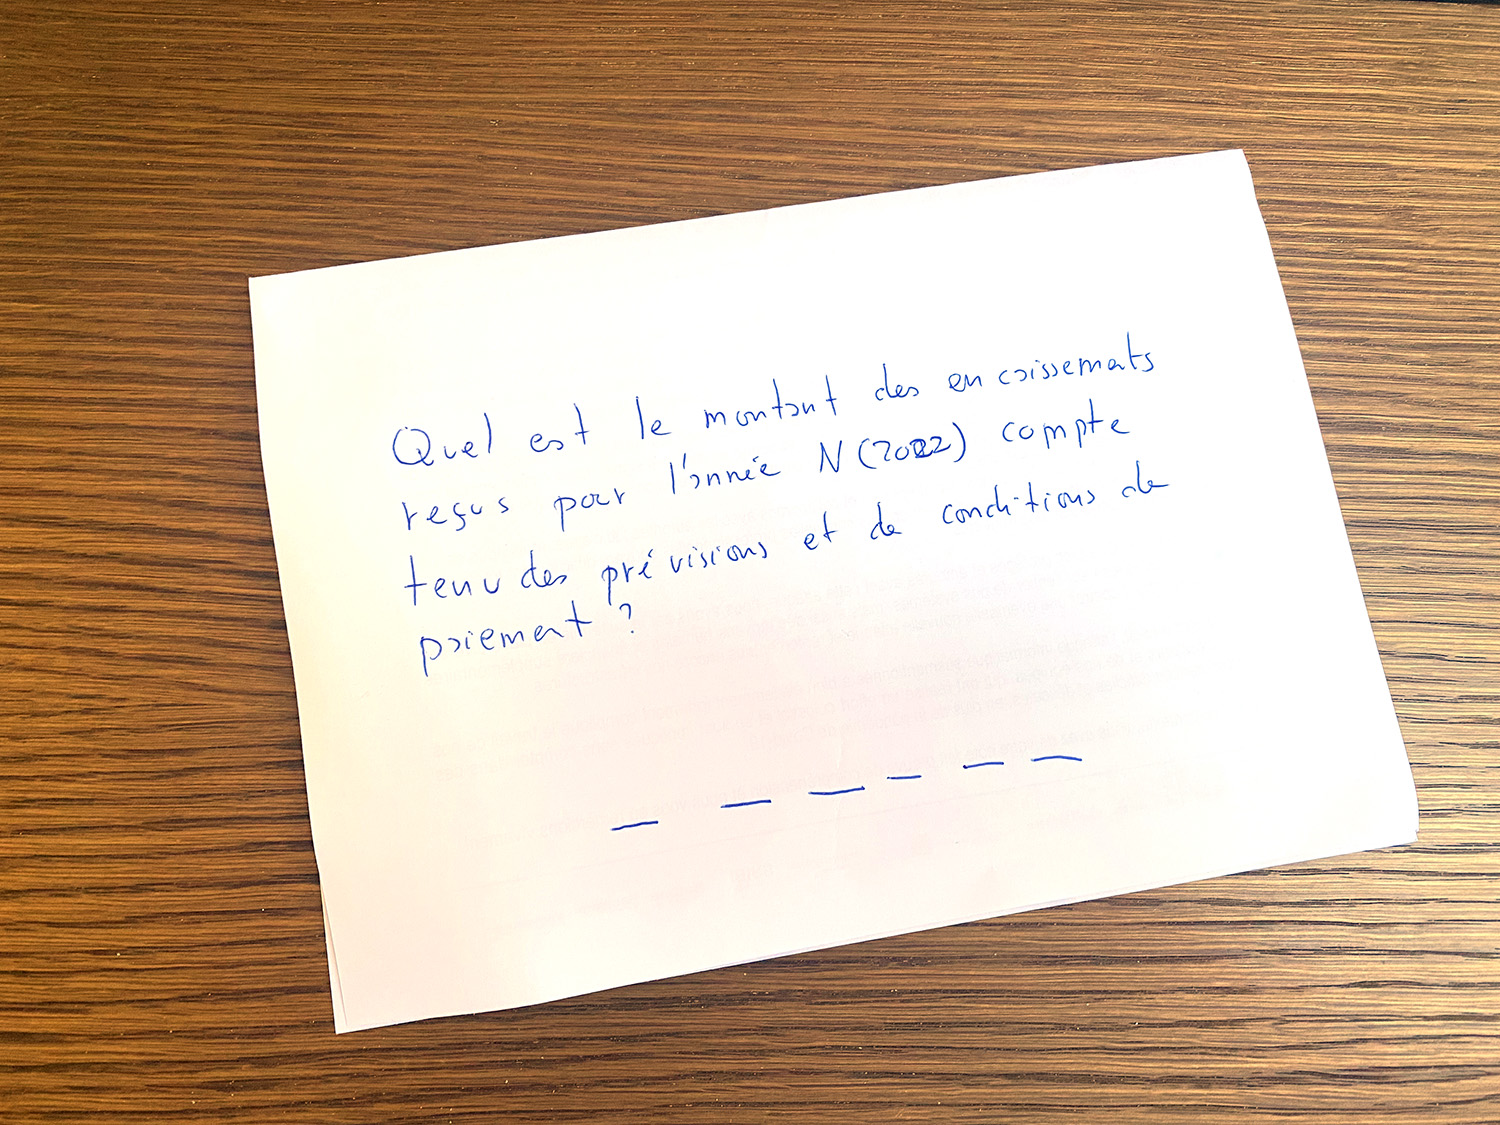 Quel est le montant des encaissements
reçus pour l'année N (2022) compte
tenu des prévisions et de conditions de
paiement ?